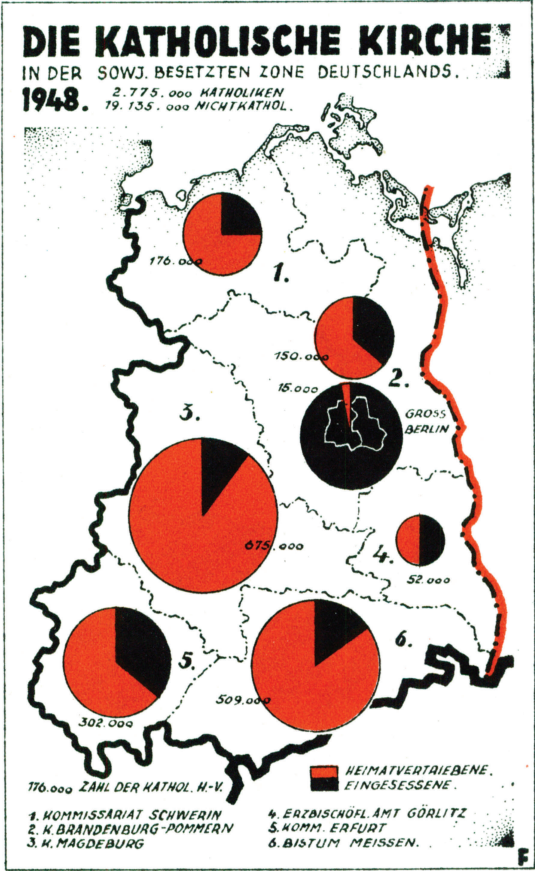 DIE KATHOLISCHE KIRCHE
IN DER SOWJ. BESETZTEN ZONE DEUTSCHLANDS.
1948.
2.775.000 KATHOLIKEN
19.135.000 NICHTKATHOL.
176.000
1.
150.000
2.
15.000
GROSS
BERLIN
3.
675.000
4.
52.000
5.
302.000
6.
509.000
176.000 ZAHL DER KATHOL. H.-V.
HEIMATVERTRIEBENE.
EINGESESSENE.
1. KOMMISSARIAT SCHWERIN
2. K. BRANDENBURG-POMMERN
3. K. MAGDEBURG
4. ERZBISCHÖFL. AMT GÖRLITZ
5. KOMM. ERFURT
6. BISTUM MEISSEN.
F